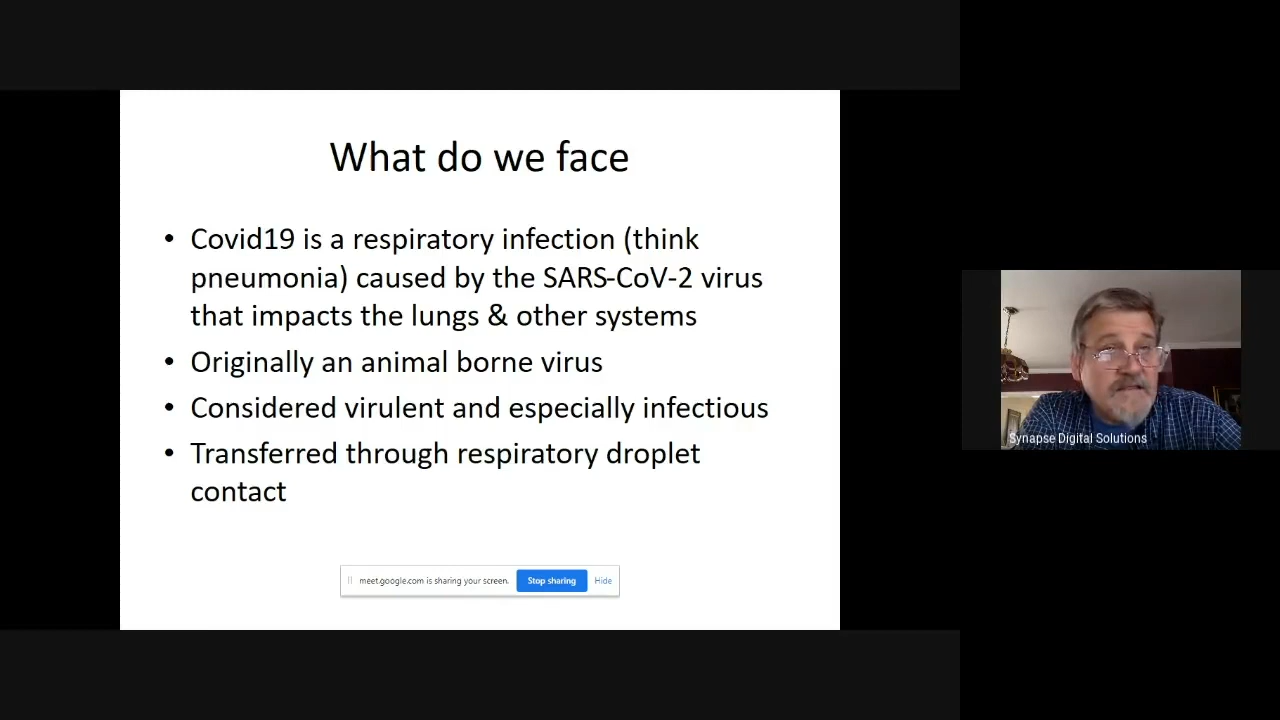 What do we face
• Covid19 is a respiratory infection (think
pneumonia) caused by the SARS-CoV-2 virus
that impacts the lungs & other systems
• Originally an animal borne virus
• Considered virulent and especially infectious
• Transferred through respiratory droplet
contact
meet.google.com is sharing your screen.
Stop sharing
Hide
Synapse Digital Solutions